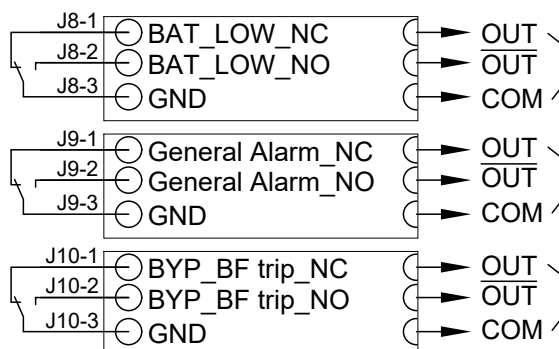 J8-1 BAT_LOW_NC OUT
J8-2 BAT_LOW_NO OUT
J8-3 GND COM
J9-1 General Alarm_NC OUT
J9-2 General Alarm_NO OUT
J9-3 GND COM
J10-1 BYP_BF trip_NC OUT
J10-2 BYP_BF trip_NO OUT
J10-3 GND COM